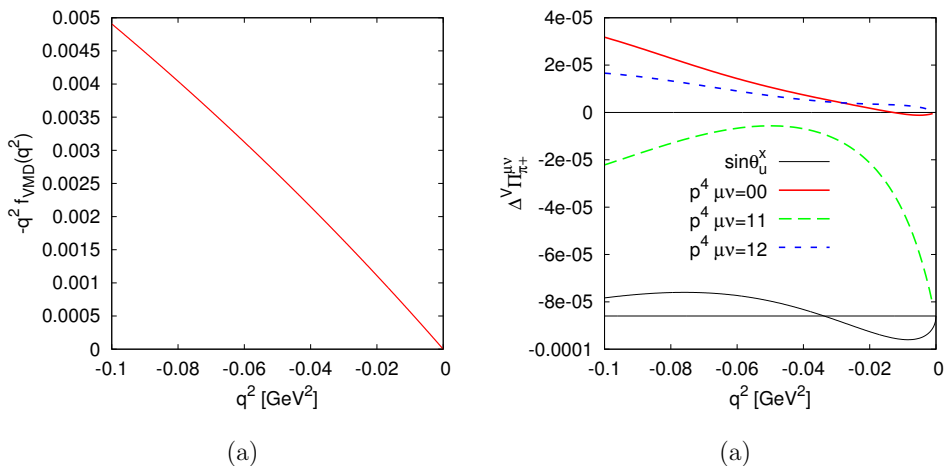 -q² f_VMD(q²)
0.005
0.0045
0.004
0.0035
0.003
0.0025
0.002
0.0015
0.001
0.0005
0
-0.1 -0.08 -0.06 -0.04 -0.02 0
q² [GeV²]
(a)
Δ^VΠ^μν_π+
4e-05
2e-05
0
-2e-05
-4e-05
-6e-05
-8e-05
-0.0001
sinθ_u^x
p⁴ μν=00
p⁴ μν=11
p⁴ μν=12
-0.1 -0.08 -0.06 -0.04 -0.02 0
q² [GeV²]
(a)